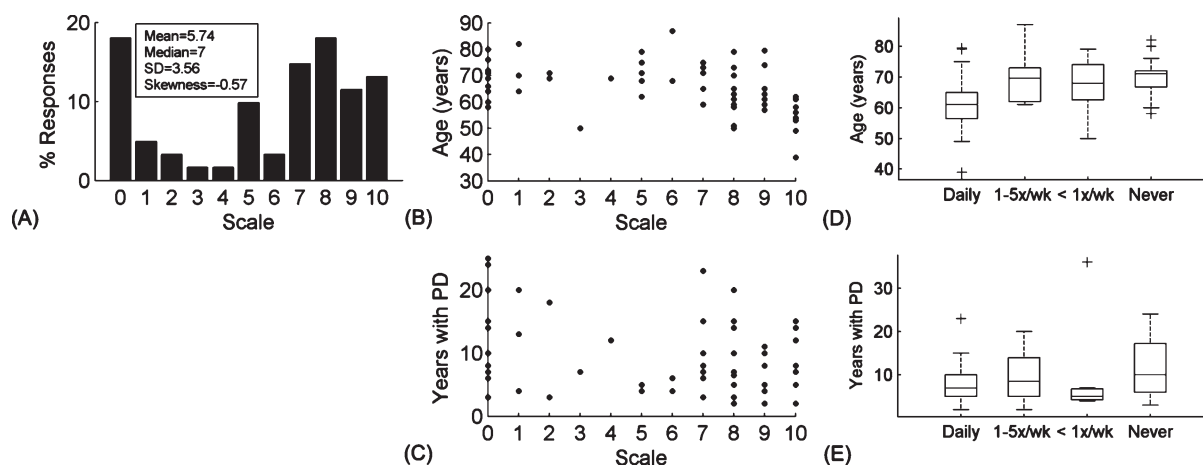 20
10
0
% Responses
Mean=5.74
Median=7
SD=3.56
Skewness=-0.57
0 1 2 3 4 5 6 7 8 9 10
Scale
(A)
90
80
70
60
50
40
30
Age (years)
0 1 2 3 4 5 6 7 8 9 10
Scale
(B)
90
80
70
60
50
40
Age (years)
Daily 1-5x/wk < 1x/wk Never
(D)
20
10
0
Years with PD
0 1 2 3 4 5 6 7 8 9 10
Scale
(C)
30
20
10
Years with PD
Daily 1-5x/wk < 1x/wk Never
(E)